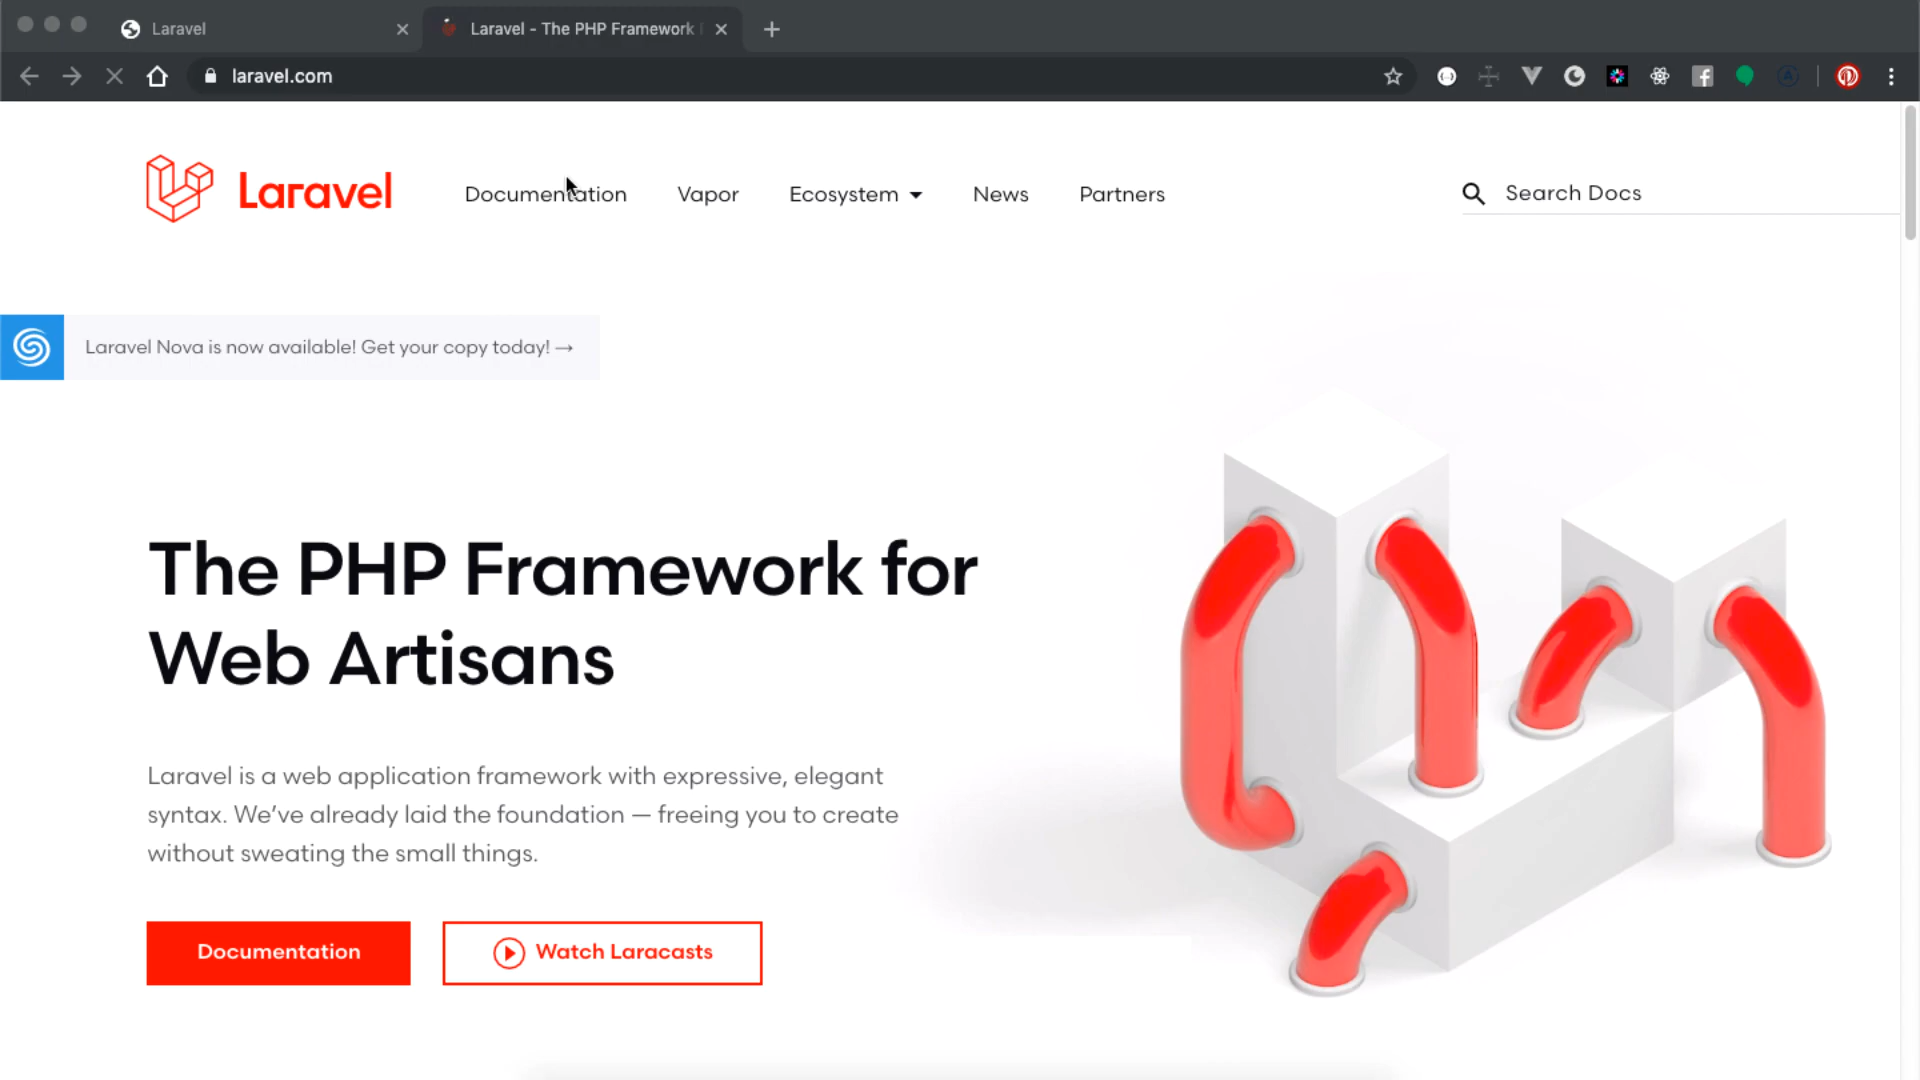 Laravel
Laravel - The PHP Framework
laravel.com
Laravel
Documentation
Vapor
Ecosystem
News
Partners
Search Docs
Laravel Nova is now available! Get your copy today! →
The PHP Framework for
Web Artisans
Laravel is a web application framework with expressive, elegant
syntax. We’ve already laid the foundation — freeing you to create
without sweating the small things.
Documentation
Watch Laracasts